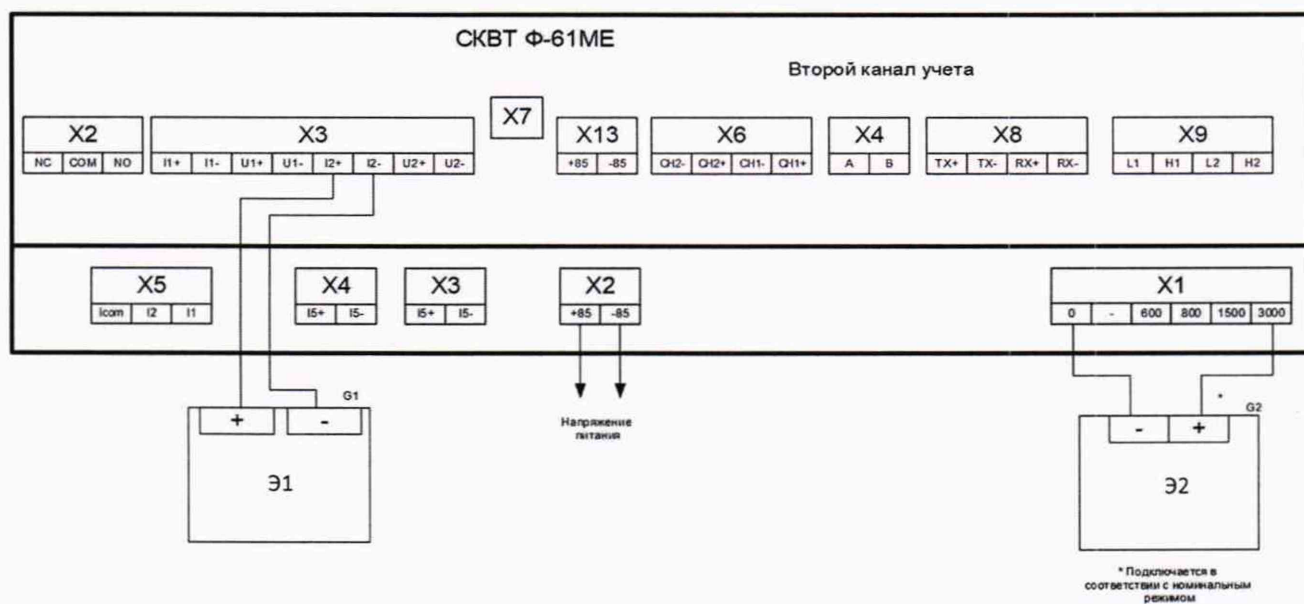 СКВТ Ф-61МЕ
Второй канал учета
X7
X2 X3 X13 X6 X4 X8 X9
NC COM NO I1+ I1- U1+ U1- I2+ I2- U2+ U2- +85 -85 CH2- CH2+ CH1- CH1+ A B TX+ TX- RX+ RX- L1 H1 L2 H2
X5 X4 X3 X2 X1
Icom I2 I1 I5+ I5- I5+ I5- +85 -85 0 - 600 800 1500 3000
G1
+ -
Э1
Напряжение
питания
*
G2
- +
Э2
* Подключается в
соответствии с номинальным
режимом